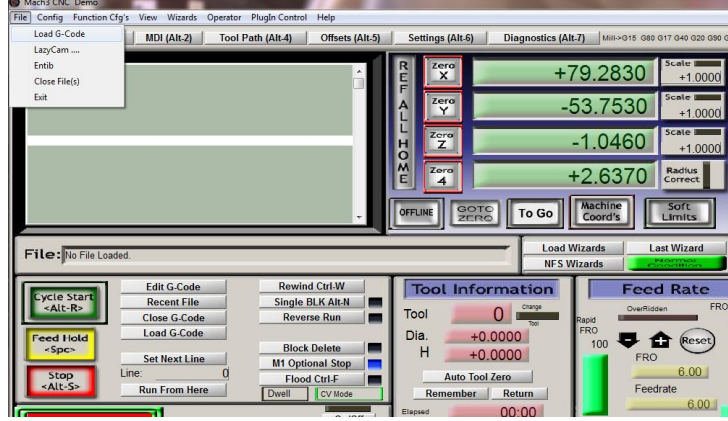 Mach3 CNC Demo
File Config Function Cfg's View Wizards Operator PlugIn Control Help
Load G-Code
LazyCam ....
Entib
Close File(s)
Exit
MDI (Alt-2) Tool Path (Alt-4) Offsets (Alt-5) Settings (Alt-6) Diagnostics (Alt-7) Mill->G15 G80 G17 G40 G20 G90
REF ALL HOME
Zero X +79.2830 Scale +1.0000
Zero Y -53.7530 Scale +1.0000
Zero Z -1.0460 Scale +1.0000
Zero 4 +2.6370 Radius Correct
OFFLINE GOTO ZERO To Go Machine Coord's Soft Limits
File: No File Loaded.
Load Wizards Last Wizard
NFS Wizards Normal Condition
Cycle Start <Alt-R>
Feed Hold <Spc>
Stop <Alt-S>
Edit G-Code
Recent File
Close G-Code
Load G-Code
Set Next Line
Line: 0
Run From Here
Rewind Ctrl-W
Single BLK Alt-N
Reverse Run
Block Delete
M1 Optional Stop
Flood Ctrl-F
Dwell CV Mode
Tool Information
Tool 0 Change Tool
Dia. +0.0000
H +0.0000
Auto Tool Zero
Remember Return
Elapsed 00:00
Feed Rate
OverRidden FRO
Rapid FRO
100
Reset
FRO
6.00
Feedrate
6.00